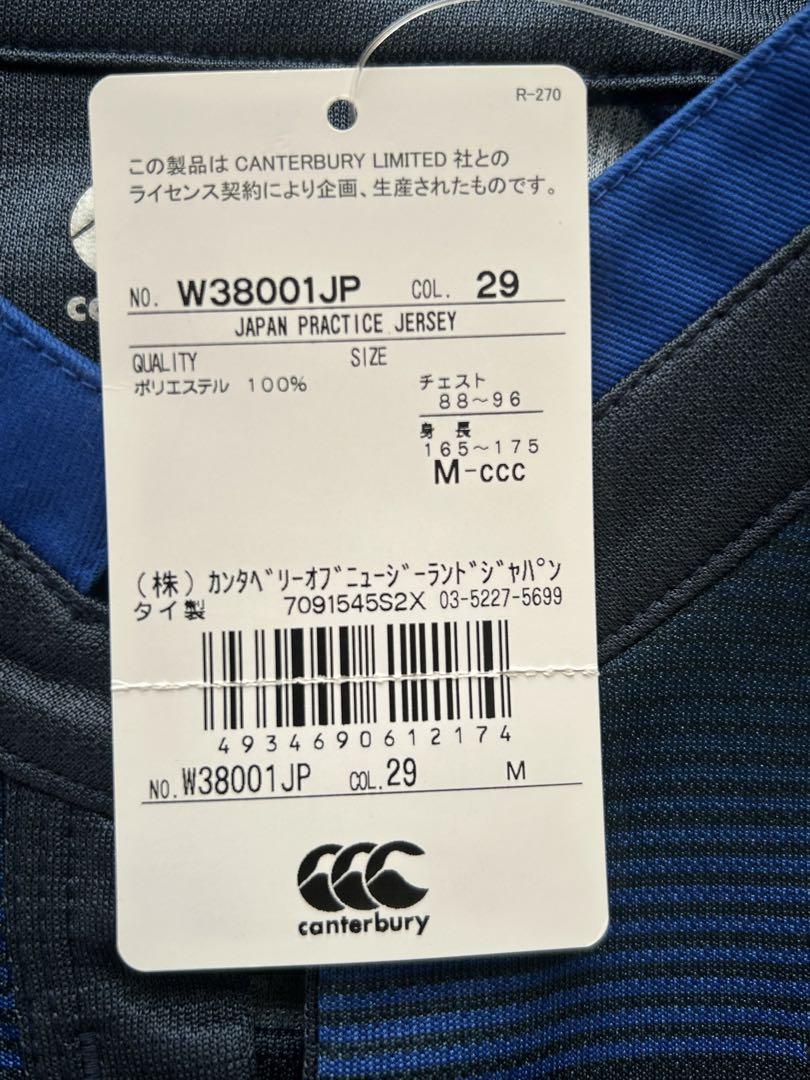 R-270
この製品は CANTERBURY LIMITED 社との
ライセンス契約により企画、生産されたものです。
NO. W38001JP COL. 29
JAPAN PRACTICE JERSEY
QUALITY SIZE
ポリエステル 100% チェスト
88~96
身 長
165~175
M-ccc
(株)カンタベリーオブニュージーランドジャパン
タイ製 7091545S2X 03-5227-5699
4934690612174
NO. W38001JP COL. 29 M
canterbury